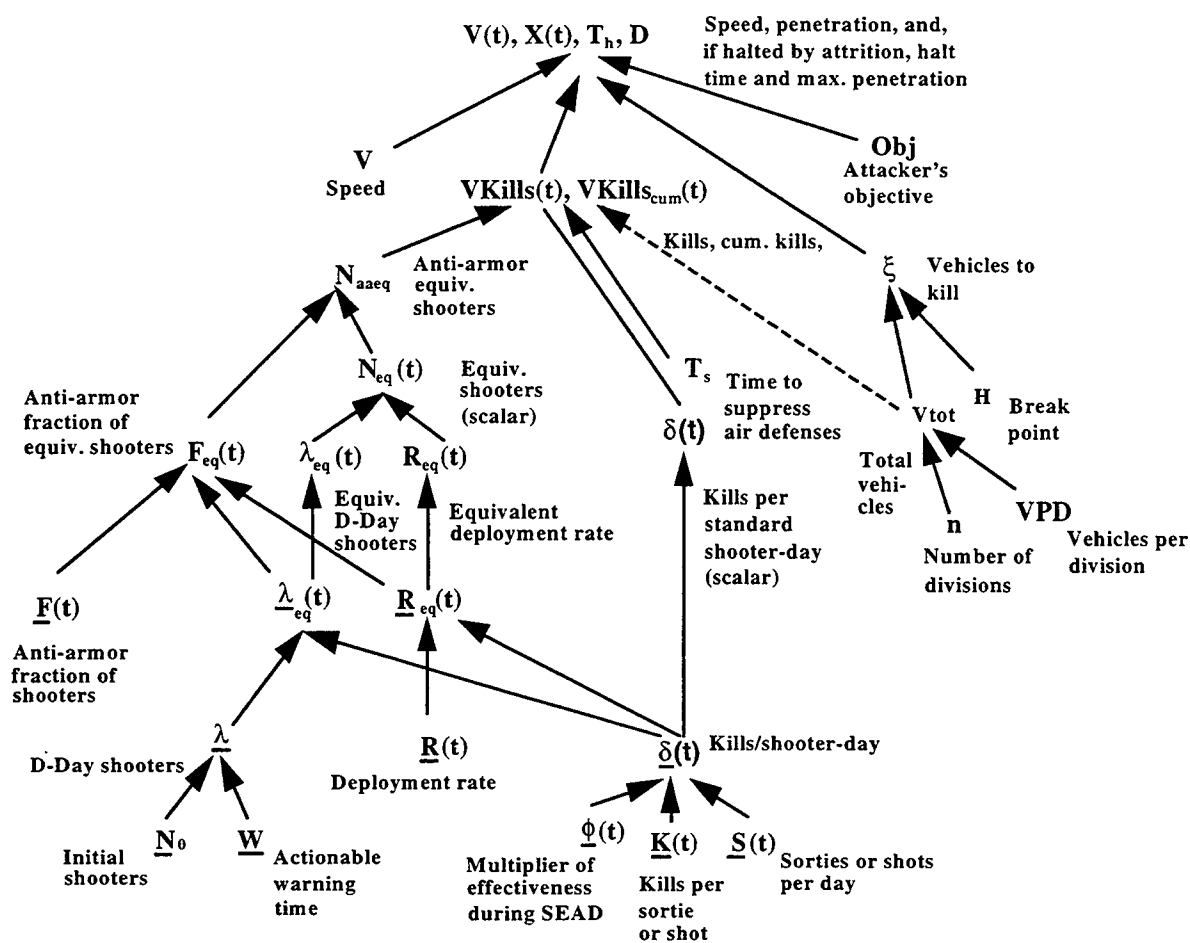 V(t), X(t), Th, D
Speed, penetration, and,
if halted by attrition, halt
time and max. penetration
V
Speed
Obj
Attacker's
objective
VKills(t), VKillscum(t)
Kills, cum. kills,
Naaeq
Anti-armor
equiv.
shooters
ξ
Vehicles to
kill
Neq(t)
Equiv.
shooters
(scalar)
Ts
Time to
suppress
air defenses
H
Break
point
Anti-armor
fraction of
equiv. shooters
Feq(t)
λeq(t)
Req(t)
δ(t)
Vtot
Total
vehi-
cles
Equiv.
D-Day
shooters
Equivalent
deployment rate
Kills per
standard
shooter-day
(scalar)
n
Number of
divisions
VPD
Vehicles per
division
F(t)
Anti-armor
fraction of
shooters
λeq(t)
Req(t)
λ
D-Day shooters
R(t)
Deployment rate
δ(t)
Kills/shooter-day
N0
Initial
shooters
W
Actionable
warning
time
ϕ(t)
Multiplier of
effectiveness
during SEAD
K(t)
Kills per
sortie
or shot
S(t)
Sorties or shots
per day